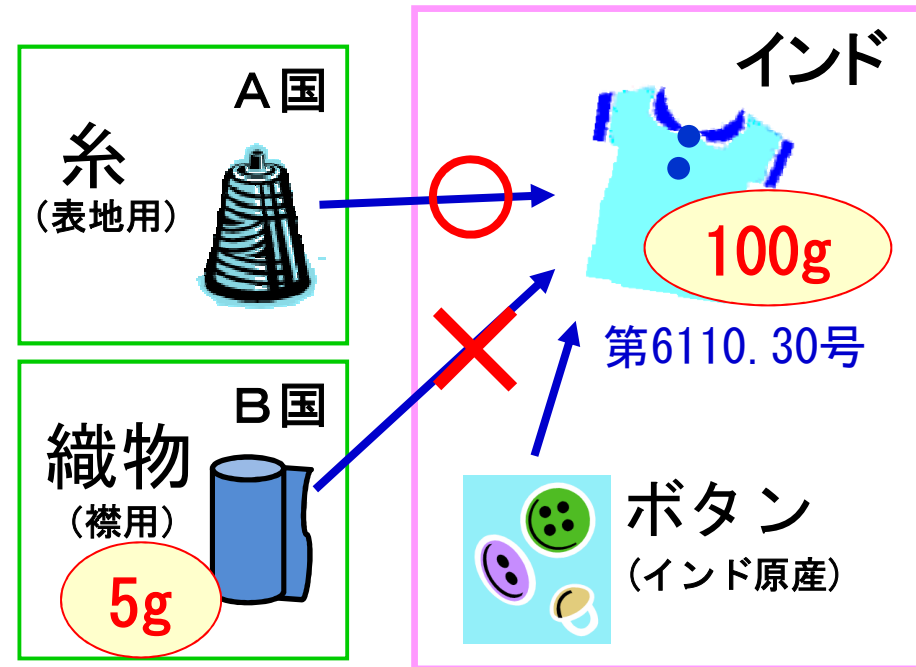 A国
糸
(表地用)
B国
織物
(襟用)
5g
インド
100g
第6110.30号
ボタン
(インド原産)